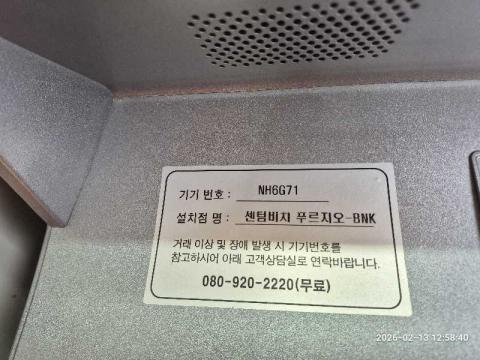 기기 번호 : NH6G71
설치점 명 : 센텀비치 푸르지오-BNK
거래 이상 및 장애 발생 시 기기번호를
참고하시어 아래 고객상담실로 연락바랍니다.
080-920-2220(무료)
2026-02-13 12:58:40